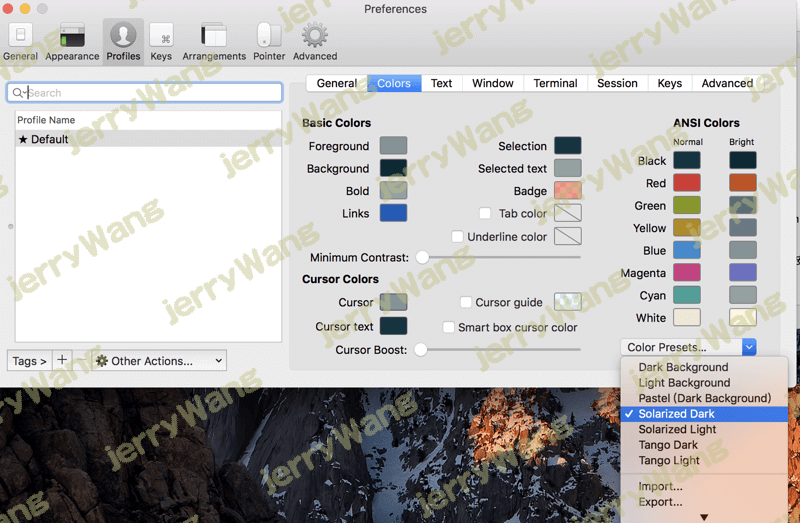 Preferences
General
Appearance
Profiles
Keys
Arrangements
Pointer
Advanced
Search
Profile Name
★ Default
Tags >
+
Other Actions...
General
Colors
Text
Window
Terminal
Session
Keys
Advanced
Basic Colors
Foreground
Background
Bold
Links
Selection
Selected text
Badge
Tab color
Underline color
Minimum Contrast:
Cursor Colors
Cursor
Cursor text
Cursor guide
Smart box cursor color
Cursor Boost:
ANSI Colors
Normal
Bright
Black
Red
Green
Yellow
Blue
Magenta
Cyan
White
Color Presets...
Dark Background
Light Background
Pastel (Dark Background)
✓ Solarized Dark
Solarized Light
Tango Dark
Tango Light
Import...
Export...
jerryWang
jerryWang
jerryWang
jerryWang
jerryWang
jerryWang
jerryWang
jerryWang
jerryWang
jerryWang
jerryWang
jerryWang